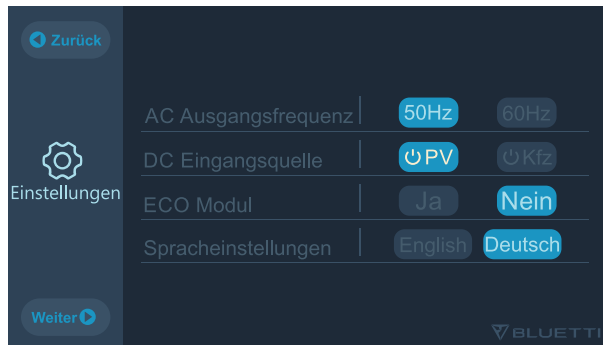 Zurück
AC Ausgangsfrequenz 50Hz 60Hz
DC Eingangsquelle PV Kfz
Einstellungen
ECO Modul Ja Nein
Spracheinstellungen English Deutsch
Weiter
BLUETTI